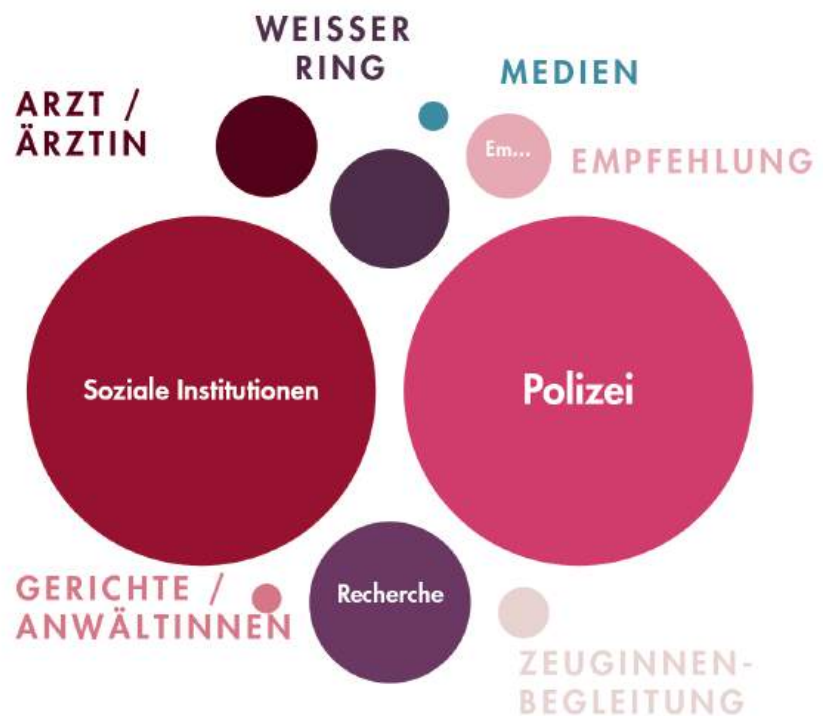 WEISSER
RING
MEDIEN
ARZT /
ÄRZTIN
Em...
EMPFEHLUNG
Soziale Institutionen
Polizei
GERICHTE /
ANWÄLTINNEN
Recherche
ZEUGINNEN-
BEGLEITUNG